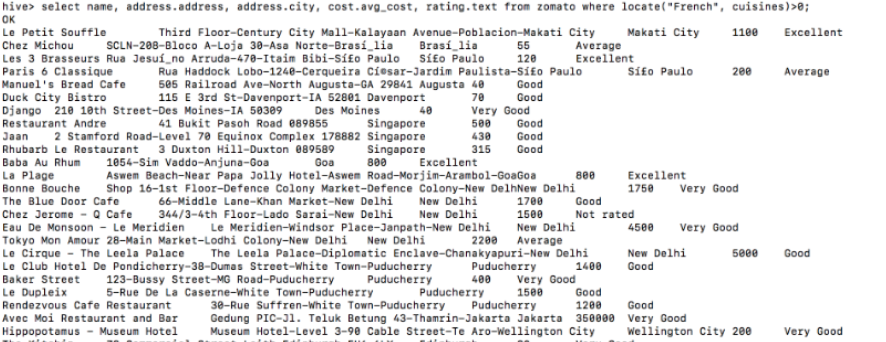 hive> select name, address.address, address.city, cost.avg_cost, rating.text from zomato where locate("French", cuisines)>0;
OK
Le Petit Souffle Third Floor-Century City Mall-Kalayaan Avenue-Poblacion-Makati City Makati City 1100 Excellent
Chez Michou SCLN-208-Bloco A-Loja 30-Asa Norte-Brasí_lia Brasí_lia 55 Average
Les 3 Brasseurs Rua Jesuí_no Arruda-470-Itaim Bibi-Sí£o Paulo Sí£o Paulo 120 Excellent
Paris 6 Classique Rua Haddock Lobo-1240-Cerqueira Cí©sar-Jardim Paulista-Sí£o Paulo Sí£o Paulo 200 Average
Manuel's Bread Cafe 505 Railroad Ave-North Augusta-GA 29841 Augusta 40 Good
Duck City Bistro 115 E 3rd St-Davenport-IA 52801 Davenport 70 Good
Django 210 10th Street-Des Moines-IA 50309 Des Moines 40 Very Good
Restaurant Andre 41 Bukit Pasoh Road 089855 Singapore 500 Good
Jaan 2 Stamford Road-Level 70 Equinox Complex 178882 Singapore 430 Good
Rhubarb Le Restaurant 3 Duxton Hill-Duxton 089589 Singapore 315 Good
Baba Au Rhum 1054-Sim Vaddo-Anjuna-Goa Goa 800 Excellent
La Plage Aswem Beach-Near Papa Jolly Hotel-Aswem Road-Morjim-Arambol-GoaGoa 800 Excellent
Bonne Bouche Shop 16-1st Floor-Defence Colony Market-Defence Colony-New DelhNew Delhi 1750 Very Good
The Blue Door Cafe 66-Middle Lane-Khan Market-New Delhi New Delhi 1700 Good
Chez Jerome - Q Cafe 344/3-4th Floor-Lado Sarai-New Delhi New Delhi 1500 Not rated
Eau De Monsoon - Le Meridien Le Meridien-Windsor Place-Janpath-New Delhi New Delhi 4500 Very Good
Tokyo Mon Amour 28-Main Market-Lodhi Colony-New Delhi New Delhi 2200 Average
Le Cirque - The Leela Palace The Leela Palace-Diplomatic Enclave-Chanakyapuri-New Delhi New Delhi 5000 Good
Le Club Hotel De Pondicherry-38-Dumas Street-White Town-Puducherry Puducherry 1400 Good
Baker Street 123-Bussy Street-MG Road-Puducherry Puducherry 400 Very Good
Le Dupleix 5-Rue De La Caserne-White Town-Puducherry Puducherry 1500 Good
Rendezvous Cafe Restaurant 30-Rue Suffren-White Town-Puducherry Puducherry 1200 Good
Avec Moi Restaurant and Bar Gedung PIC-Jl. Teluk Betung 43-Thamrin-Jakarta Jakarta 350000 Very Good
Hippopotamus - Museum Hotel Museum Hotel-Level 3-90 Cable Street-Te Aro-Wellington City Wellington City 200 Very Good